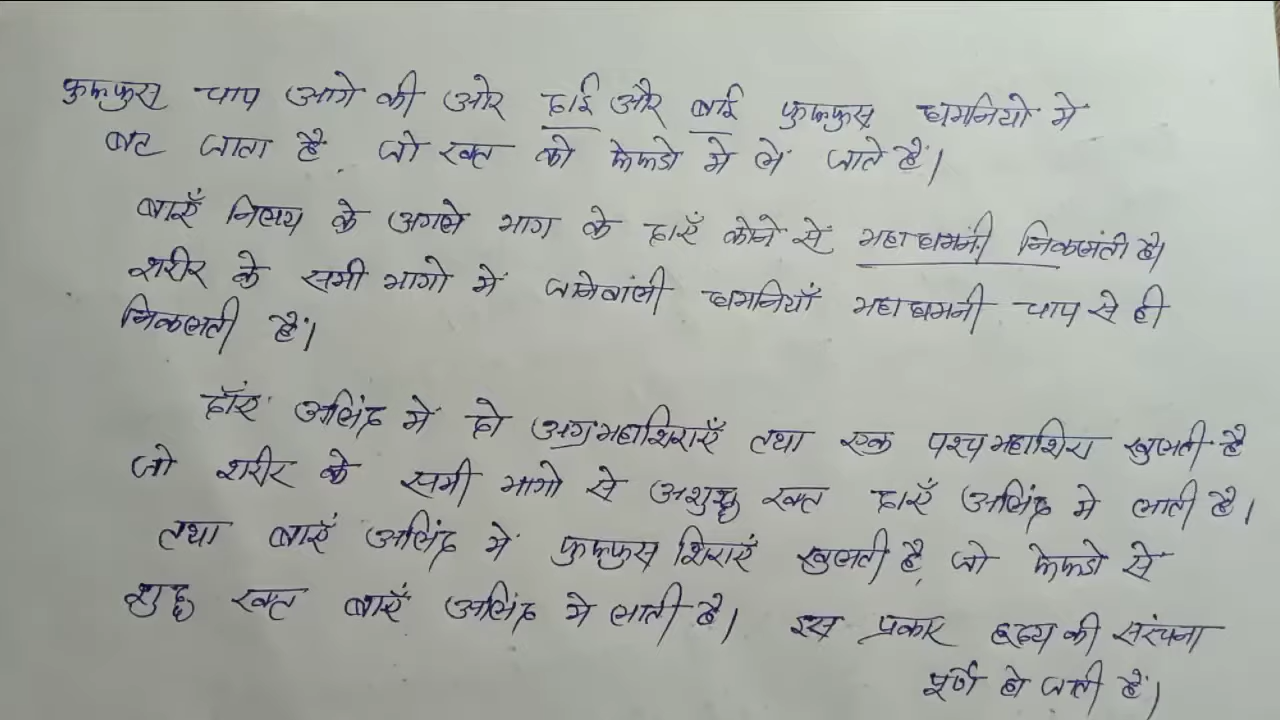 फुफ्फुस चाप आगे की ओर दाई और बाई फुफ्फुस धमनियो मे
बट जाता है, जो रक्त को फेफडो मे ले जाते हैं।
बाएँ निलय के अगले भाग के दाएँ कोने से महाधमनी निकलती है।
शरीर के सभी भागो में जानेवाली धमनियाँ महाधमनी चाप से ही
निकलती हैं।
दाँए अलिंद में दो अग्रमहाशिराएँ तथा एक पश्चमहाशिरा खुलती है
जो शरीर के सभी भागो से अशुद्ध रक्त दाएँ अलिंद मे लाती है।
तथा बाएँ अलिंद में फुफ्फुस शिराएँ खुलती है, जो फेफडो से
शुद्ध रक्त बाएँ अलिंद मे लाती है। इस प्रकार हृदय की संरचना
पूर्ण हो जाती हैं।